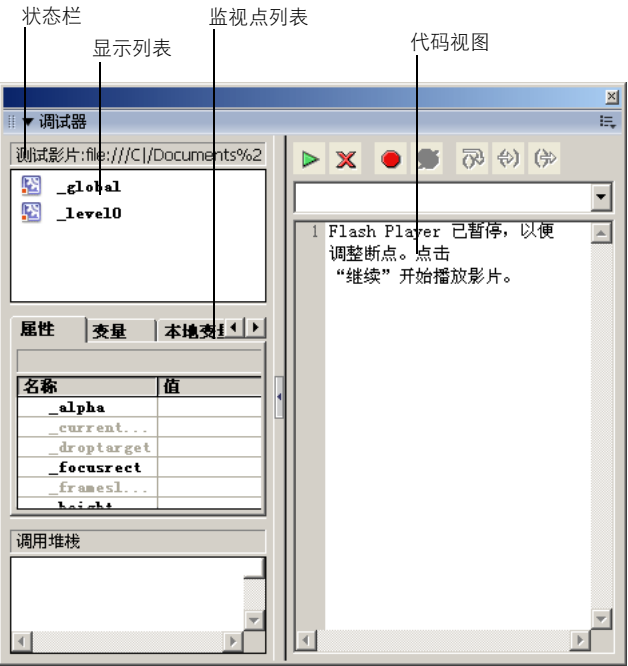 状态栏
监视点列表
显示列表
代码视图
调试器
测试影片:file:///C|/Documents%2
_global
_level0
属性 变量 本地变量
名称 值
_alpha
_current...
_droptarget
_focusrect
_framesl...
_height
调用堆栈
1 Flash Player 已暂停，以便
调整断点。点击
“继续”开始播放影片。